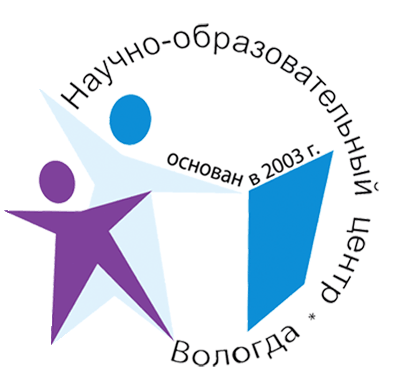 Научно-образовательный центр * Вологда
основан в 2003 г.